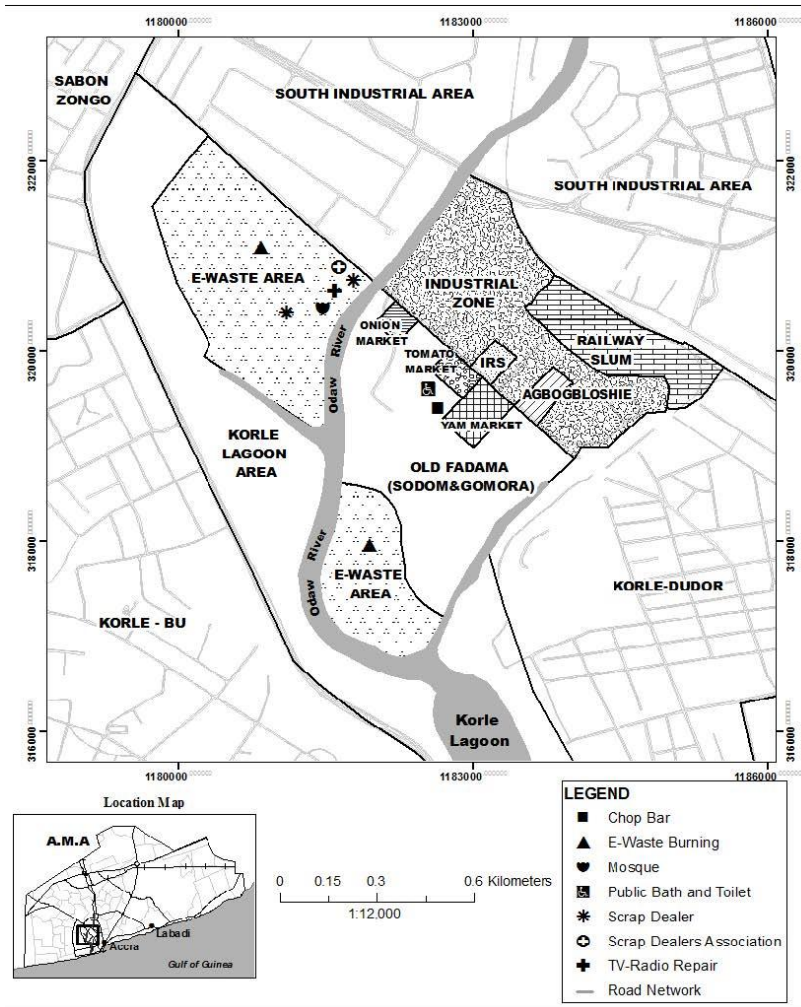 1180000
1183000
1186000
SABON
ZONGO
SOUTH INDUSTRIAL AREA
322000
322000
SOUTH INDUSTRIAL AREA
E-WASTE AREA
INDUSTRIAL
ZONE
ONION
MARKET
RAILWAY
SLUM
320000
320000
TOMATO
MARKET
IRS
Odaw River
AGBOGBLOSHIE
YAM MARKET
KORLE
LAGOON
AREA
OLD FADAMA
(SODOM&GOMORA)
318000
318000
Odaw River
E-WASTE
AREA
KORLE-DUDOR
KORLE - BU
316000
316000
Korle
Lagoon
1180000
1183000
1186000
Location Map
A.M.A
Labadi
Accra
Gulf of Guinea
0 0.15 0.3 0.6 Kilometers
1:12,000
LEGEND
Chop Bar
E-Waste Burning
Mosque
Public Bath and Toilet
Scrap Dealer
Scrap Dealers Association
TV-Radio Repair
Road Network